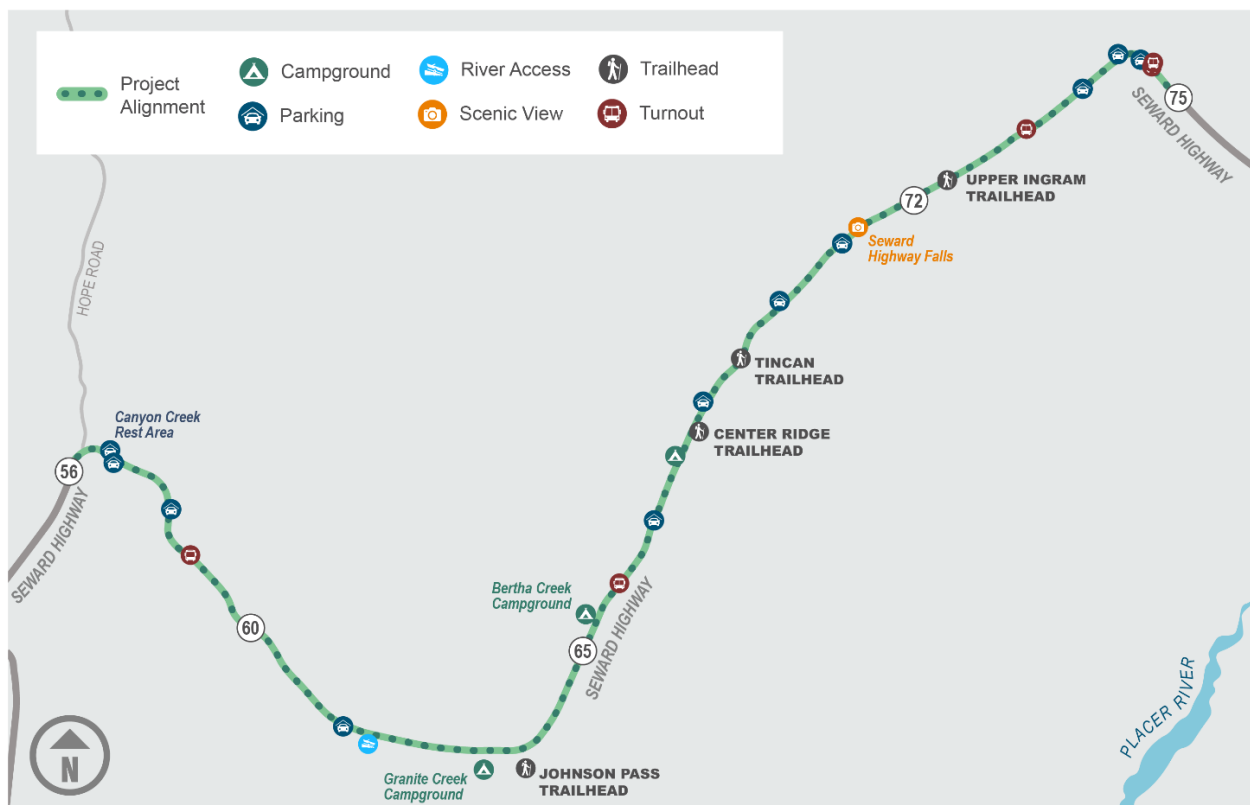 Project
Alignment
Campground
River Access
Trailhead
Parking
Scenic View
Turnout
75
SEWARD HIGHWAY
UPPER INGRAM
TRAILHEAD
72
Seward
Highway Falls
HOPE ROAD
TINCAN
TRAILHEAD
Canyon Creek
Rest Area
CENTER RIDGE
TRAILHEAD
56
SEWARD HIGHWAY
Bertha Creek
Campground
SEWARD HIGHWAY
60
65
PLACER RIVER
N
Granite Creek
Campground
JOHNSON PASS
TRAILHEAD